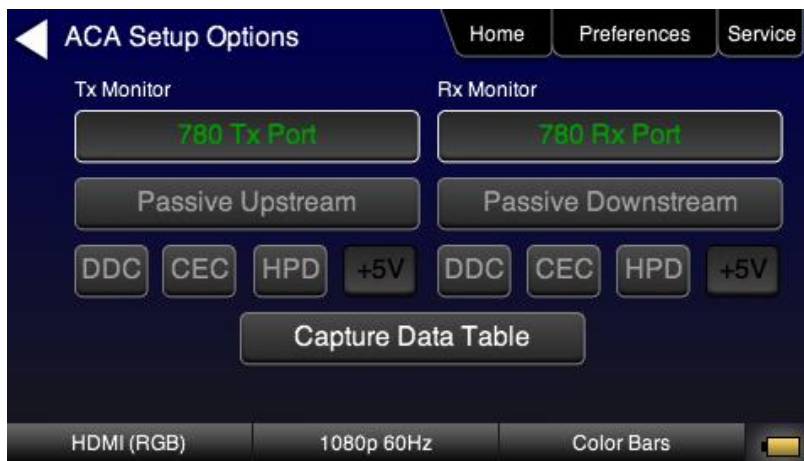 ACA Setup Options
Home
Preferences
Service
Tx Monitor
Rx Monitor
780 Tx Port
780 Rx Port
Passive Upstream
Passive Downstream
DDC
CEC
HPD
+5V
DDC
CEC
HPD
+5V
Capture Data Table
HDMI (RGB)
1080p 60Hz
Color Bars